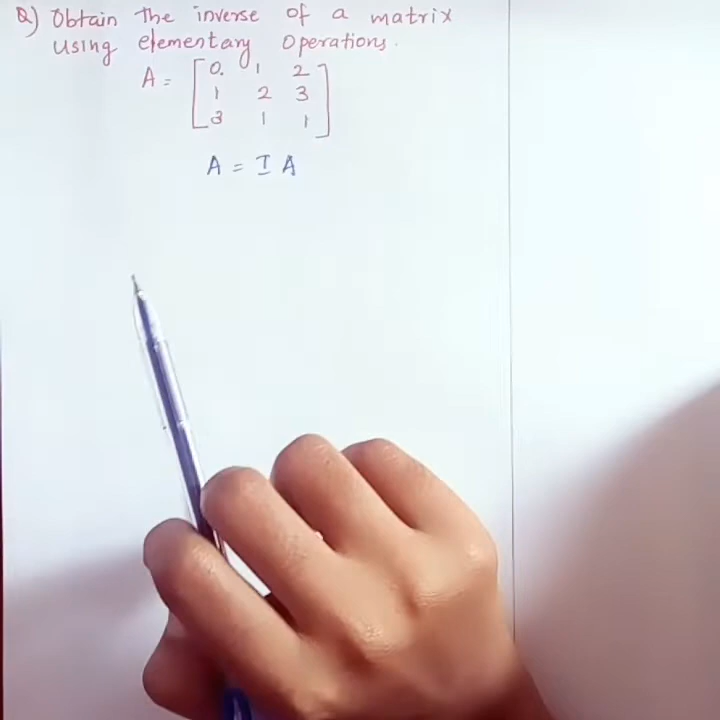 Q) Obtain the inverse of a matrix
using elementary operations.
A = [ 0. 1 2
1 2 3
3 1 1 ]
A = I A